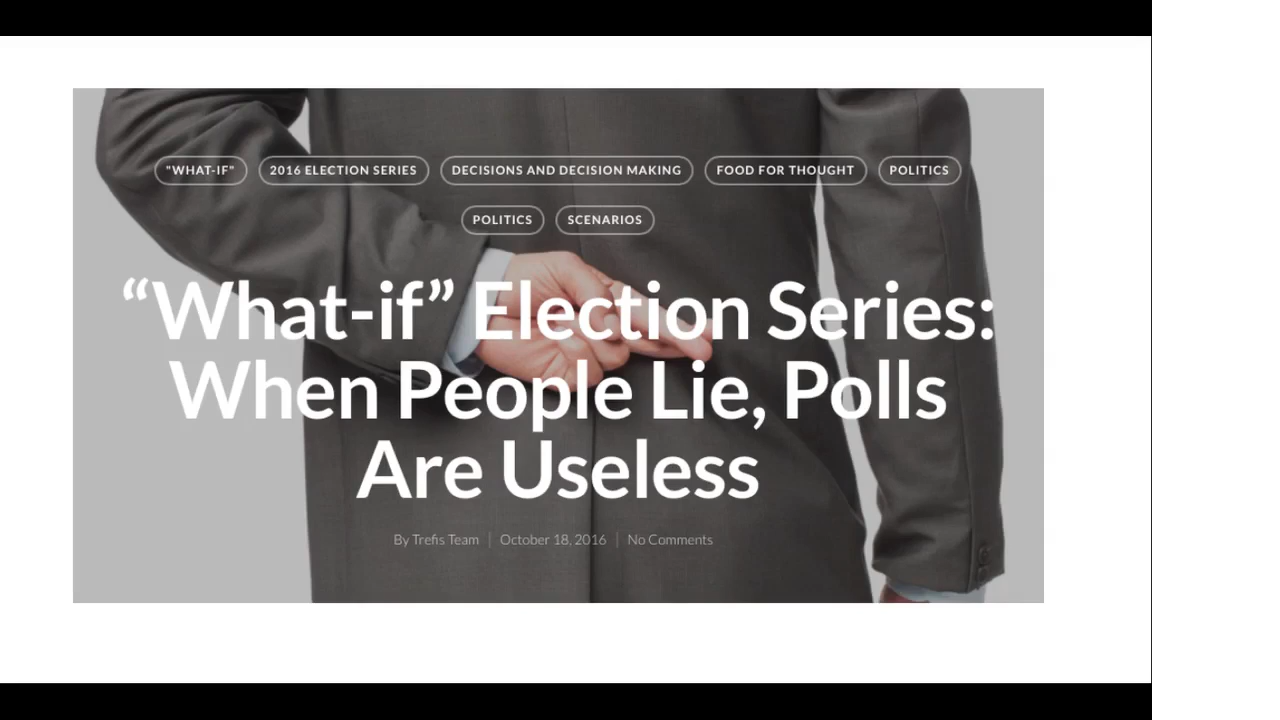 "WHAT-IF" 2016 ELECTION SERIES DECISIONS AND DECISION MAKING FOOD FOR THOUGHT POLITICS
POLITICS SCENARIOS
“What-if” Election Series:
When People Lie, Polls
Are Useless
By Trefis Team | October 18, 2016 | No Comments